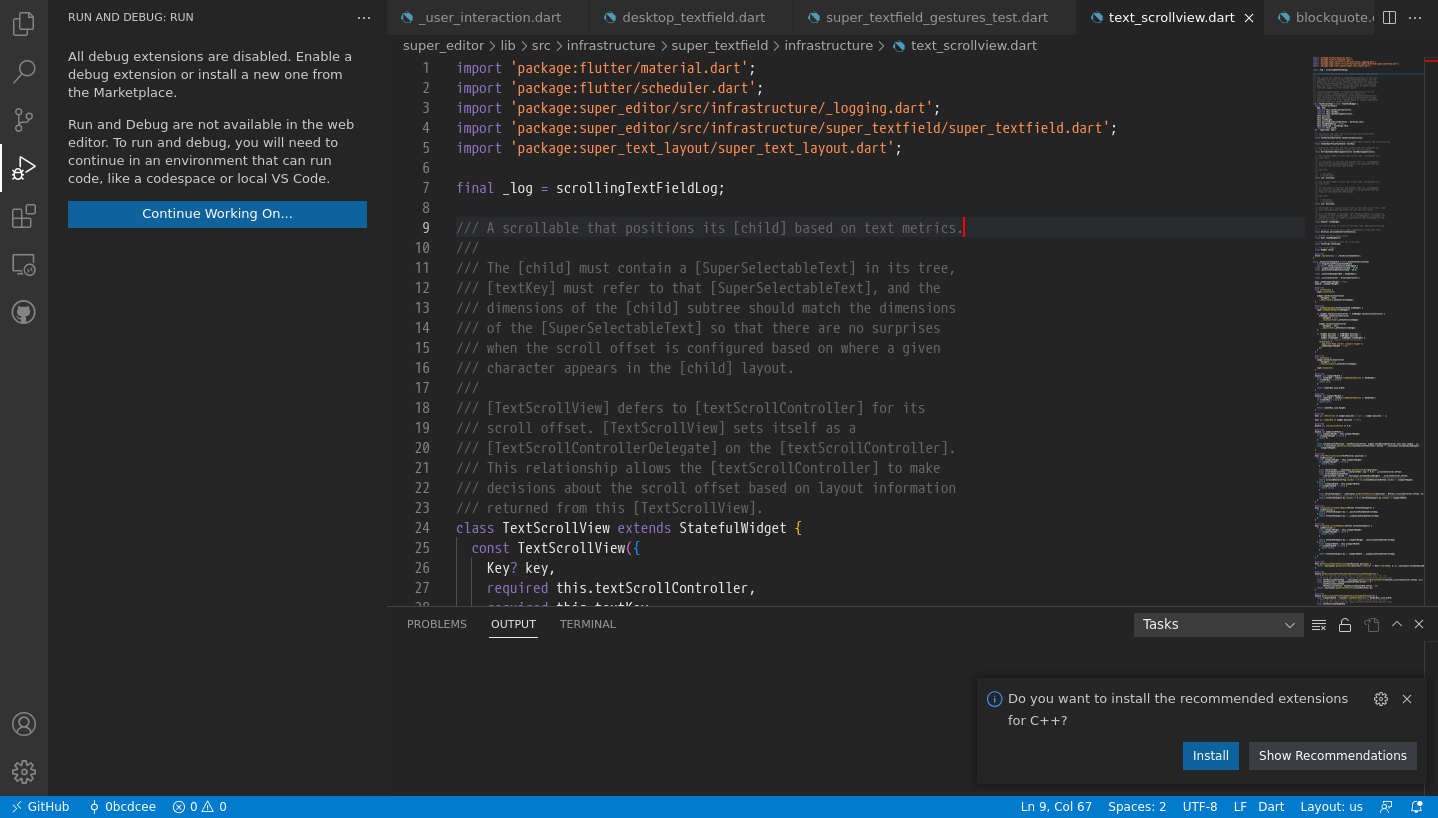 RUN AND DEBUG: RUN
All debug extensions are disabled. Enable a
debug extension or install a new one from
the Marketplace.
Run and Debug are not available in the web
editor. To run and debug, you will need to
continue in an environment that can run
code, like a codespace or local VS Code.
Continue Working On...
_user_interaction.dart
desktop_textfield.dart
super_textfield_gestures_test.dart
text_scrollview.dart
blockquote.
super_editor > lib > src > infrastructure > super_textfield > infrastructure > text_scrollview.dart
1 import 'package:flutter/material.dart';
2 import 'package:flutter/scheduler.dart';
3 import 'package:super_editor/src/infrastructure/_logging.dart';
4 import 'package:super_editor/src/infrastructure/super_textfield/super_textfield.dart';
5 import 'package:super_text_layout/super_text_layout.dart';
6
7 final _log = scrollingTextFieldLog;
8
9 /// A scrollable that positions its [child] based on text metrics.
10 ///
11 /// The [child] must contain a [SuperSelectableText] in its tree,
12 /// [textKey] must refer to that [SuperSelectableText], and the
13 /// dimensions of the [child] subtree should match the dimensions
14 /// of the [SuperSelectableText] so that there are no surprises
15 /// when the scroll offset is configured based on where a given
16 /// character appears in the [child] layout.
17 ///
18 /// [TextScrollView] defers to [textScrollController] for its
19 /// scroll offset. [TextScrollView] sets itself as a
20 /// [TextScrollControllerDelegate] on the [textScrollController].
21 /// This relationship allows the [textScrollController] to make
22 /// decisions about the scroll offset based on layout information
23 /// returned from this [TextScrollView].
24 class TextScrollView extends StatefulWidget {
25 const TextScrollView({
26 Key? key,
27 required this.textScrollController,
28 required this.textKey,
PROBLEMS
OUTPUT
TERMINAL
Tasks
Do you want to install the recommended extensions
for C++?
Install
Show Recommendations
GitHub
0bcdcee
0
0
Ln 9, Col 67
Spaces: 2
UTF-8
LF
Dart
Layout: us